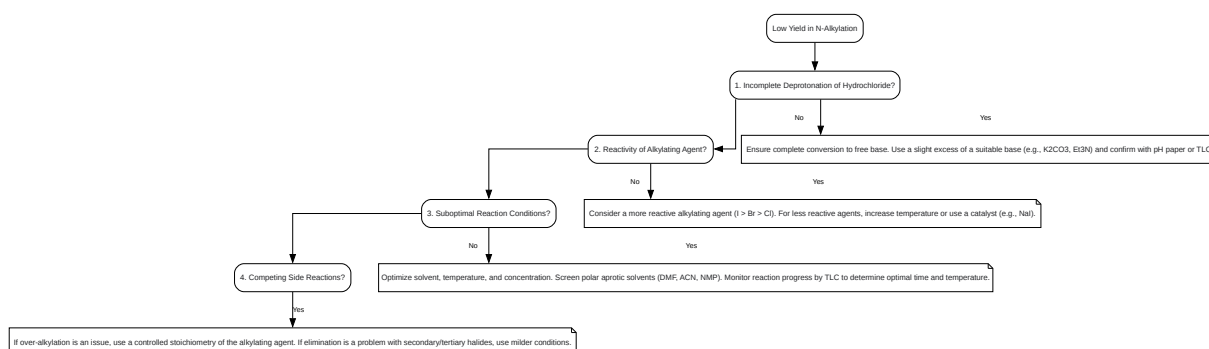 Low Yield in N-Alkylation
1. Incomplete Deprotonation of Hydrochloride?
No
Yes
2. Reactivity of Alkylating Agent?
Ensure complete conversion to free base. Use a slight excess of a suitable base (e.g., K2CO3, Et3N) and confirm with pH paper or TLC
No
Yes
3. Suboptimal Reaction Conditions?
Consider a more reactive alkylating agent (I > Br > Cl). For less reactive agents, increase temperature or use a catalyst (e.g., NaI).
No
Yes
4. Competing Side Reactions?
Optimize solvent, temperature, and concentration. Screen polar aprotic solvents (DMF, ACN, NMP). Monitor reaction progress by TLC to determine optimal time and temperature.
Yes
If over-alkylation is an issue, use a controlled stoichiometry of the alkylating agent. If elimination is a problem with secondary/tertiary halides, use milder conditions.